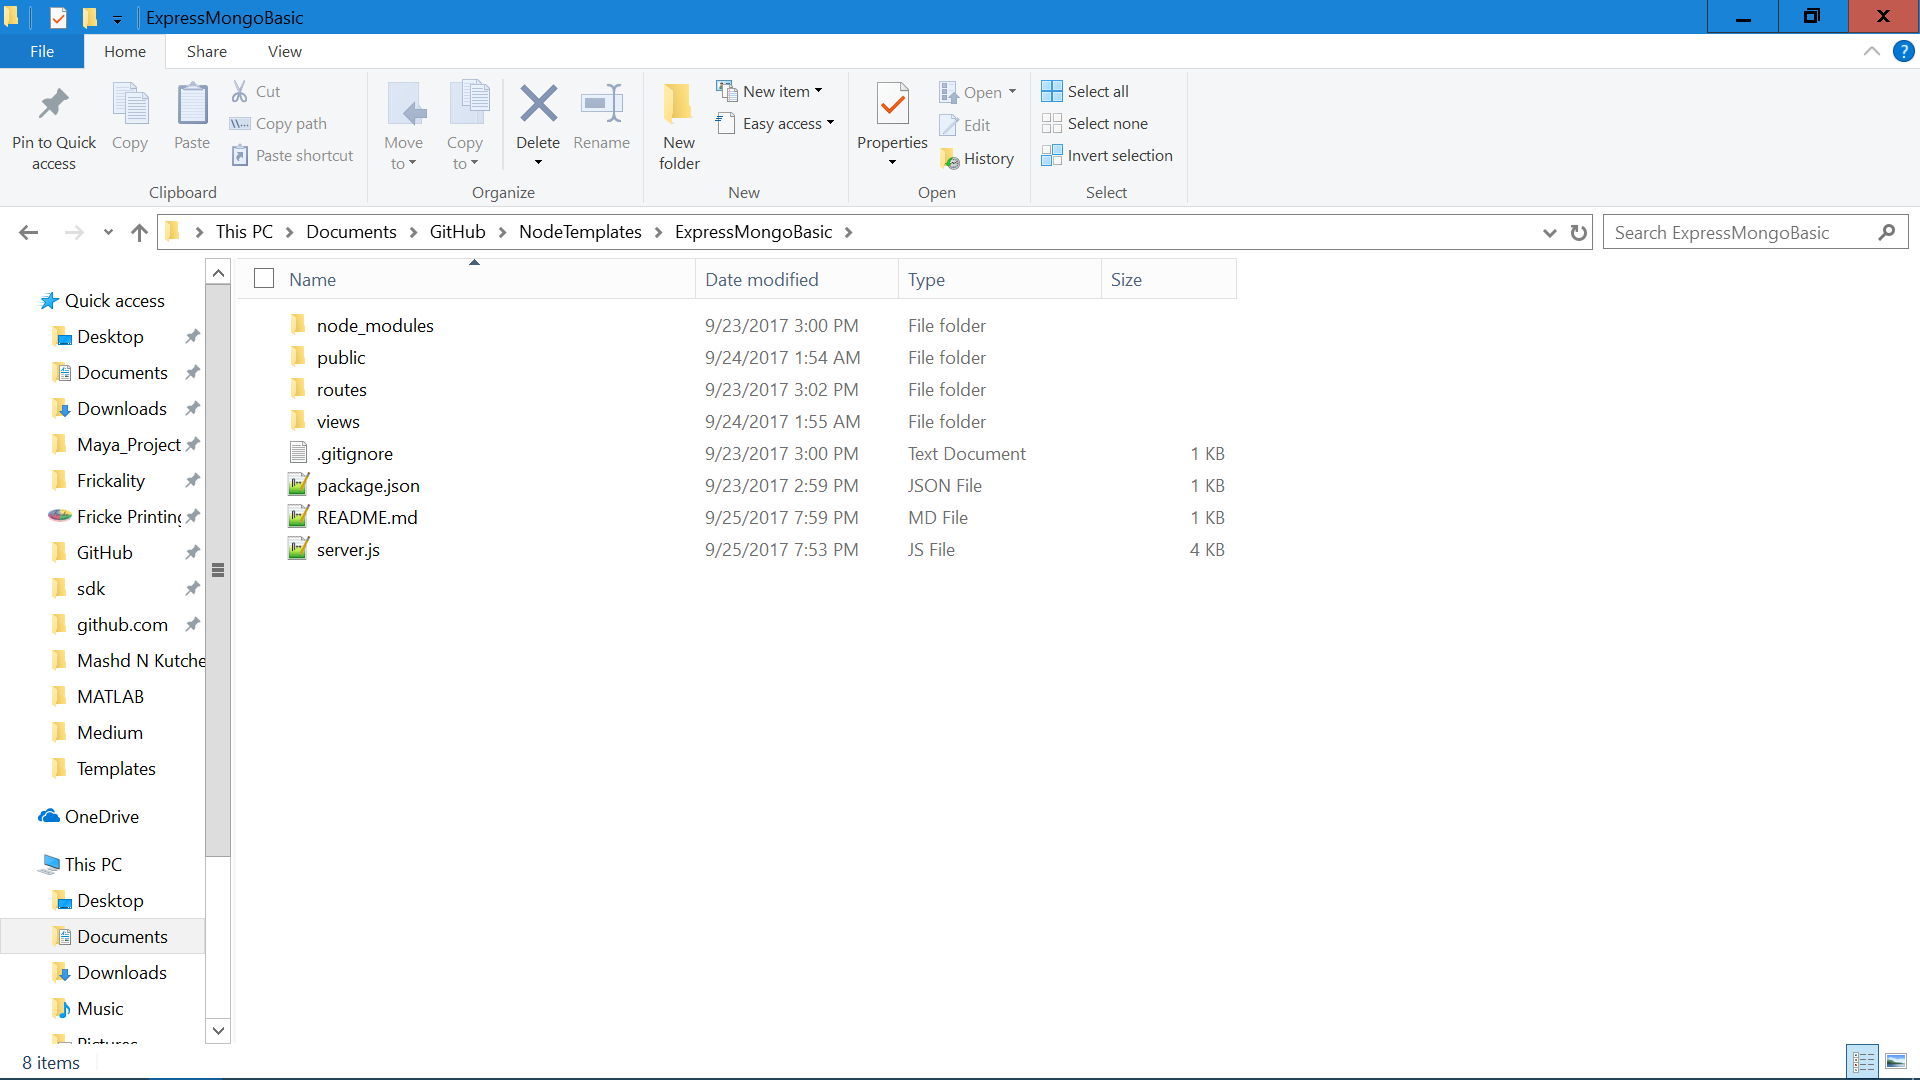 ExpressMongoBasic
File
Home
Share
View
Pin to Quick access
Copy
Paste
Cut
Copy path
Paste shortcut
Clipboard
Move to
Copy to
Delete
Rename
Organize
New folder
New item
Easy access
New
Properties
Open
Edit
History
Open
Select all
Select none
Invert selection
Select
This PC
Documents
GitHub
NodeTemplates
ExpressMongoBasic
Search ExpressMongoBasic
Quick access
Desktop
Documents
Downloads
Maya_Project
Frickality
Fricke Printing
GitHub
sdk
github.com
Mashd N Kutche
MATLAB
Medium
Templates
OneDrive
This PC
Desktop
Documents
Downloads
Music
Pictures
Name Date modified Type Size
node_modules 9/23/2017 3:00 PM File folder
public 9/24/2017 1:54 AM File folder
routes 9/23/2017 3:02 PM File folder
views 9/24/2017 1:55 AM File folder
.gitignore 9/23/2017 3:00 PM Text Document 1 KB
package.json 9/23/2017 2:59 PM JSON File 1 KB
README.md 9/25/2017 7:59 PM MD File 1 KB
server.js 9/25/2017 7:53 PM JS File 4 KB
8 items